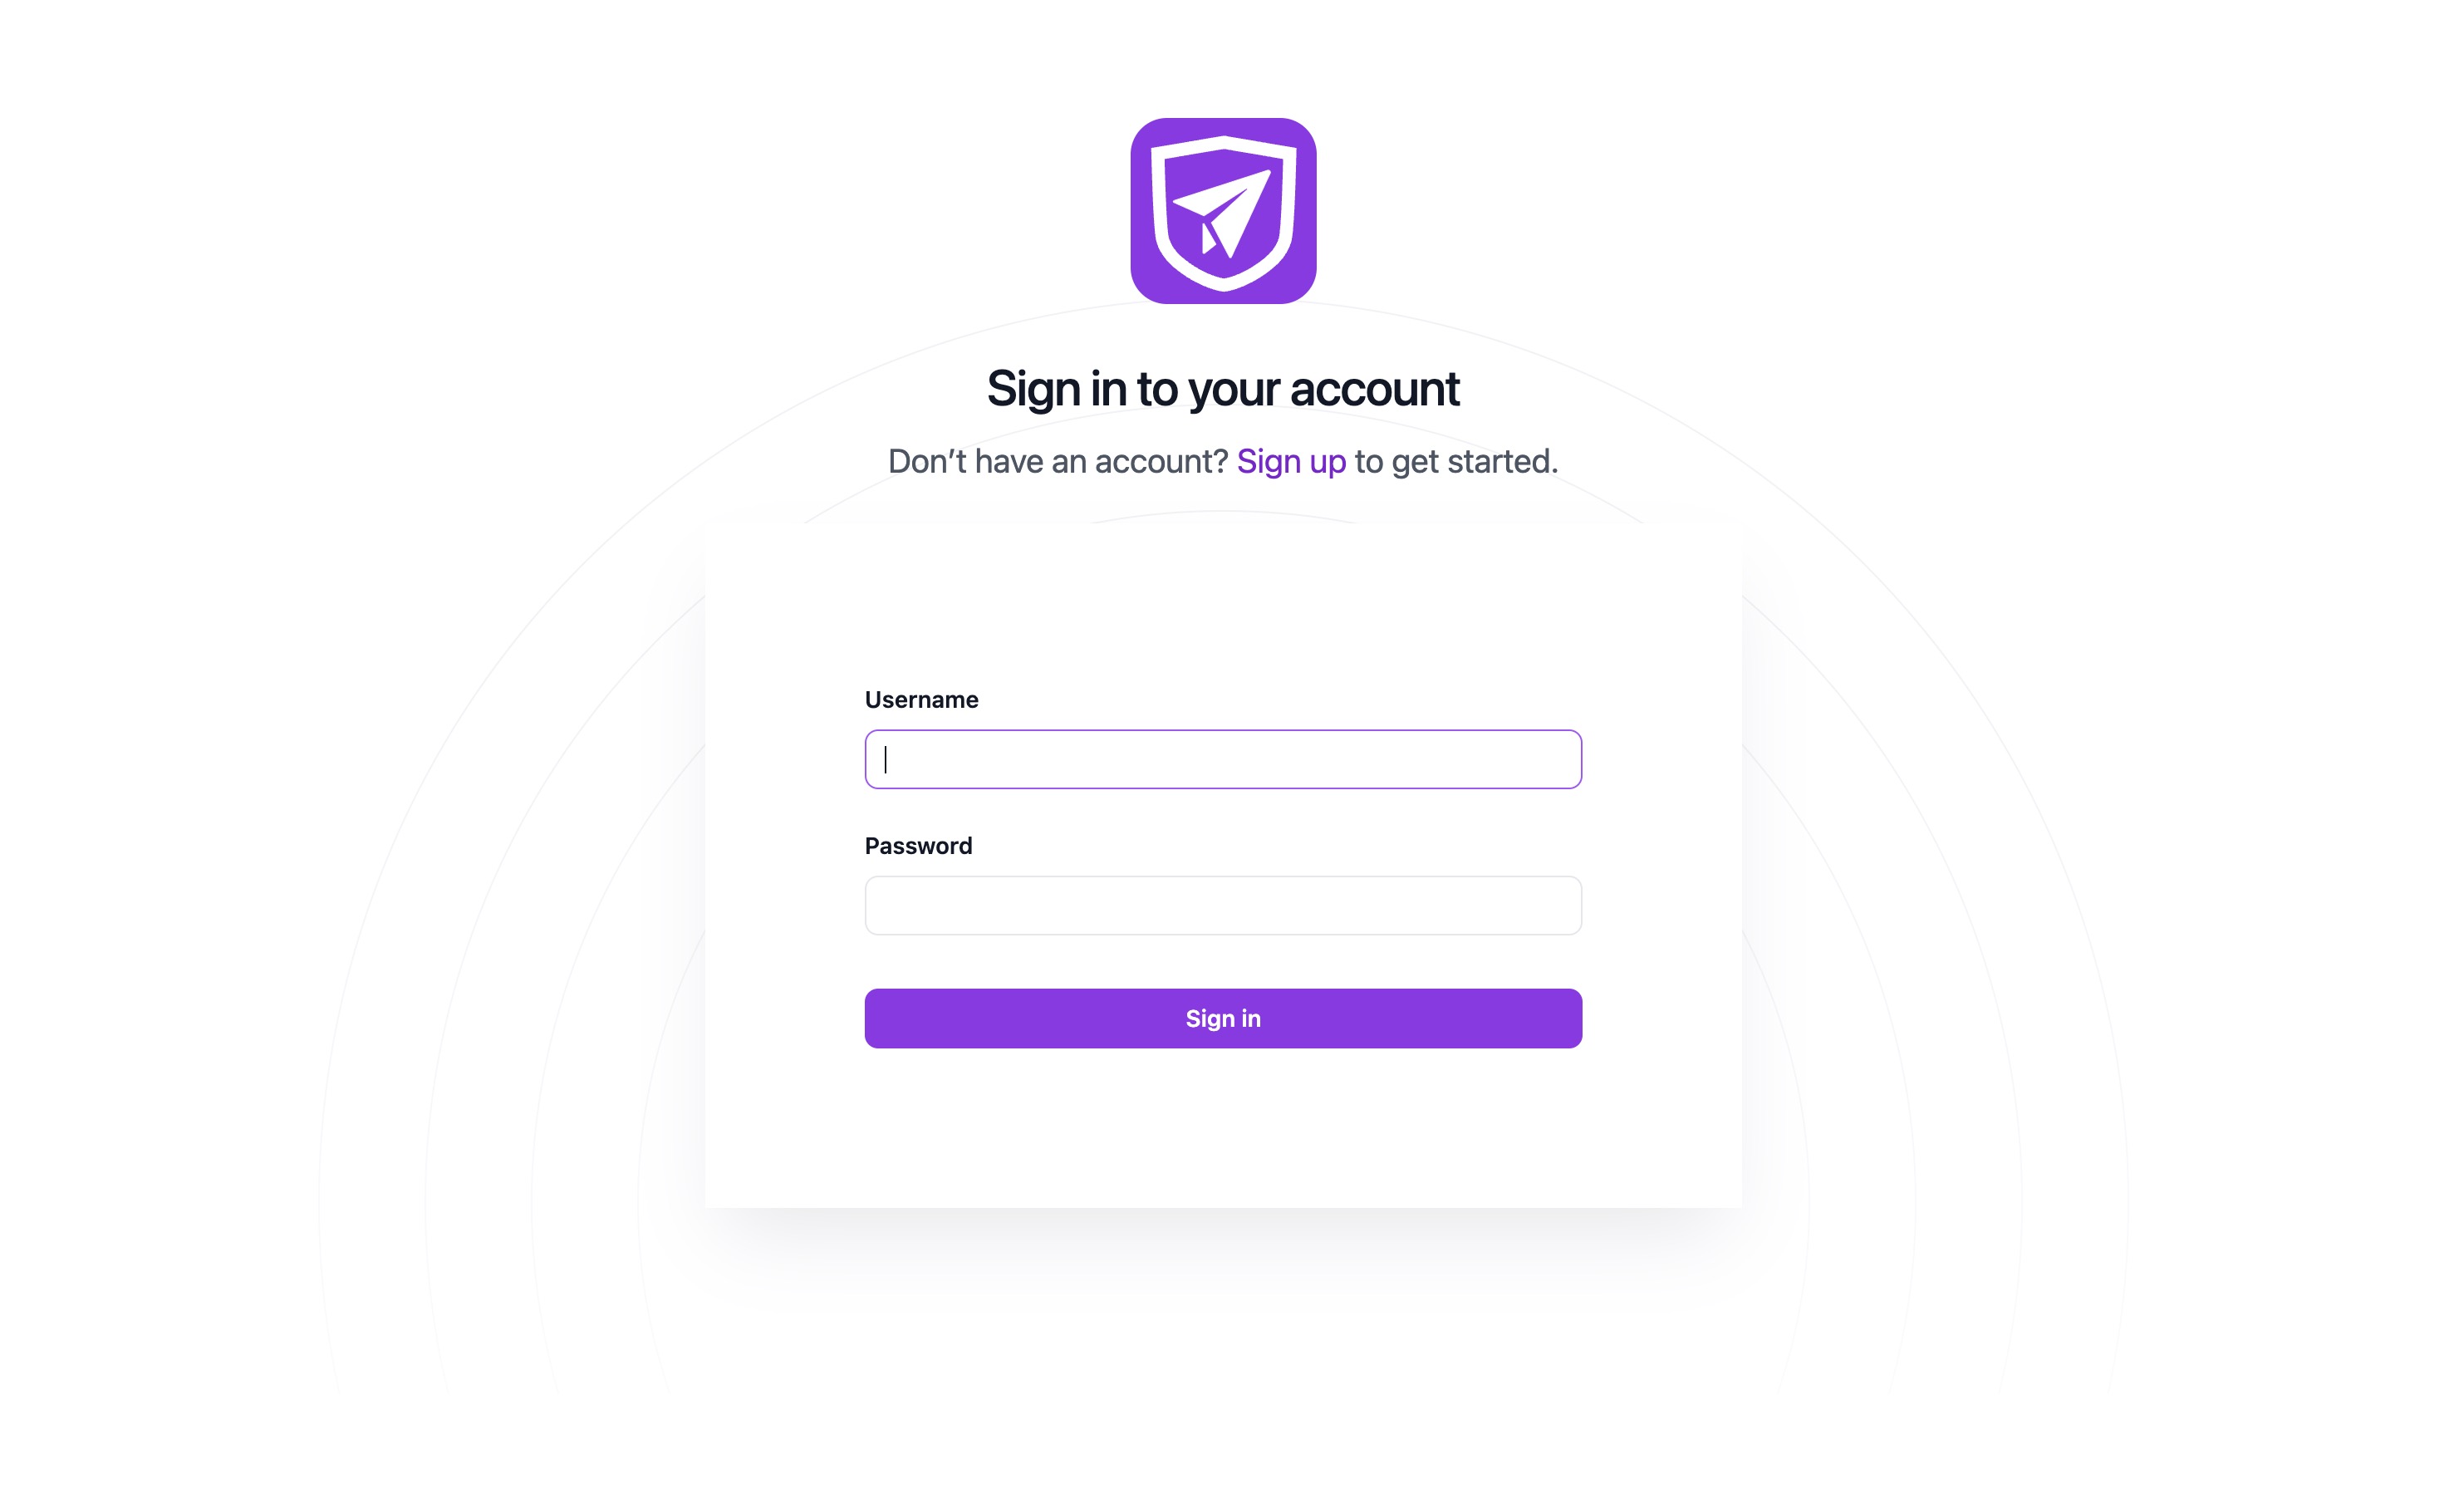 Sign in to your account
Don’t have an account? Sign up to get started.
Username
Password
Sign in